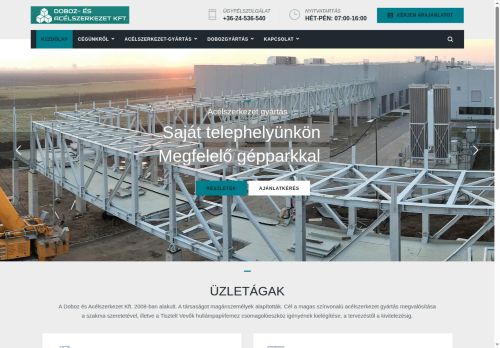 DOBOZ- ÉS
ACÉLSZERKEZET KFT
ÜGYFÉLSZOLGÁLAT
+36-24-536-540
NYITVATARTÁS
HÉT-PÉN: 07:00-16:00
KÉRJEN ÁRAJÁNLATOT
KEZDŐLAP
CÉGÜNKRŐL
ACÉLSZERKEZET-GYÁRTÁS
DOBOZGYÁRTÁS
KAPCSOLAT
Acélszerkezet gyártás
Saját telephelyünkön
Megfelelő gépparkkal
RÉSZLETEK
AJÁNLATKÉRÉS
ÜZLETÁGAK
A Doboz és Acélszerkezet Kft. 2008-ban alakult. A társaságot magánszemélyek alapították. Cél a magas színvonalú acélszerkezet gyártás megvalósítása
a szakma szeretetével, illetve a Tisztelt Vevők hullámpapírlemez csomagolóeszköz igényeinek kielégítése, a tervezéstől a kivitelezésig.